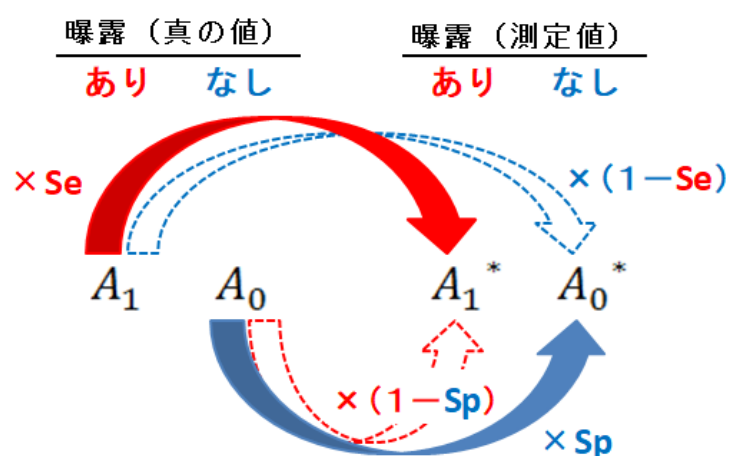 曝露（真の値） 曝露（測定値）
あり なし あり なし
×Se ×（1－Se）
A₁ A₀ A₁* A₀*
×（1－Sp）
×Sp